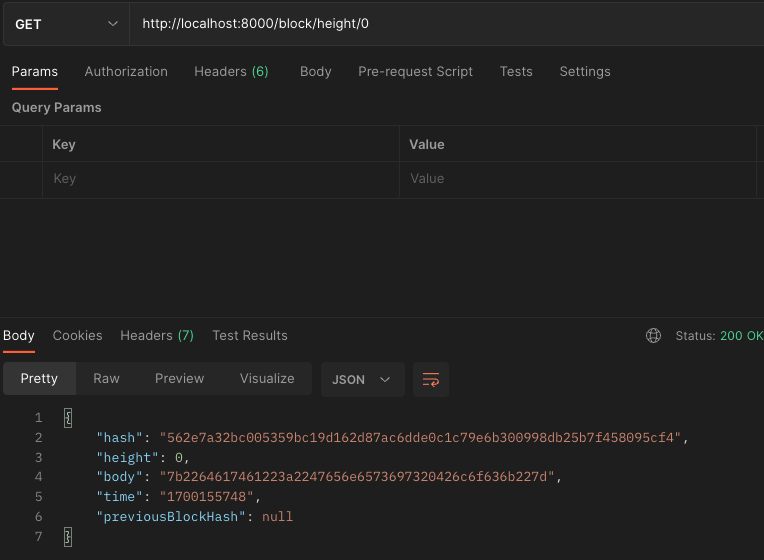 GET http://localhost:8000/block/height/0
Params Authorization Headers (6) Body Pre-request Script Tests Settings
Query Params
Key Value
Key Value
Body Cookies Headers (7) Test Results Status: 200 OK
Pretty Raw Preview Visualize JSON
1 {
2 "hash": "562e7a32bc005359bc19d162d87ac6dde0c1c79e6b300998db25b7f458095cf4",
3 "height": 0,
4 "body": "7b2264617461223a2247656e6573697320426c6f636b227d",
5 "time": "1700155748",
6 "previousBlockHash": null
7 }